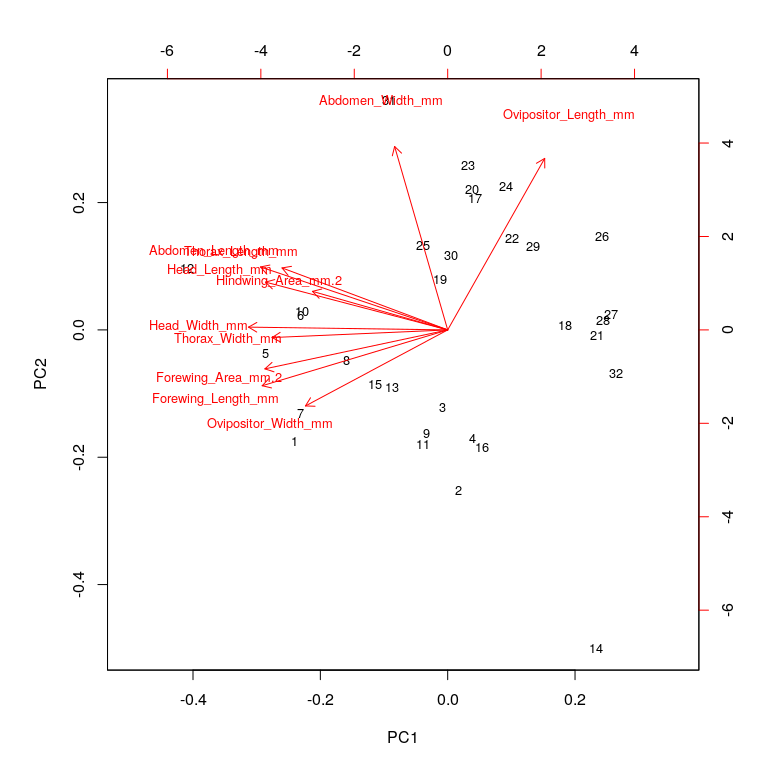 -6 -4 -2 0 2 4
31
Abdomen_Width_mm
Ovipositor_Length_mm
4
23
20 24
17
0.2
26
22
2
25 29
Abdomen_Length_mm
Thorax_Length_mm
30
12
Head_Length_mm
Hindwing_Area_mm.2
19
10
6
27
28
Head_Width_mm
18
0.0
0
21
Thorax_Width_mm
5
8
32
Forewing_Area_mm.2
15 13
-2
Forewing_Length_mm
3
7
Ovipositor_Width_mm
9
1
11
4
16
-0.2
2
-4
-0.4
-6
14
-0.4 -0.2 0.0 0.2
PC1
PC2